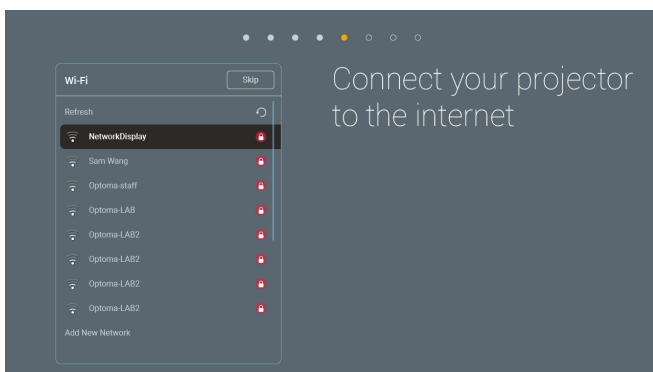 Wi-Fi
Skip
Connect your projector
to the internet
Refresh
NetworkDisplay
Sam Wang
Optoma-staff
Optoma-LAB
Optoma-LAB2
Optoma-LAB2
Optoma-LAB2
Optoma-LAB2
Add New Network